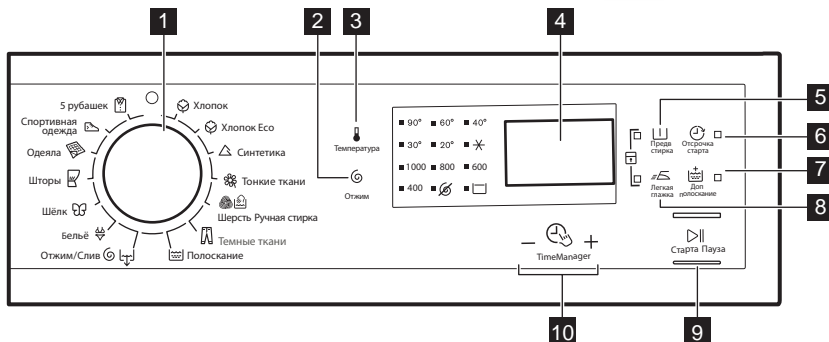 1
2
3
4
5
6
7
8
9
10
5 рубашек
Спортивная
одежда
Одеяла
Шторы
Шёлк
Бельё
Отжим/Слив
Хлопок
Хлопок Eco
Синтетика
Тонкие ткани
Шерсть Ручная стирка
Темные ткани
Полоскание
Температура
Отжим
90° 60° 40°
30° 20°
1000 800 600
400
Предв
стирка
Отсрочка
старта
Легкая
глажка
Доп
полоскание
− +
TimeManager
Старта Пауза